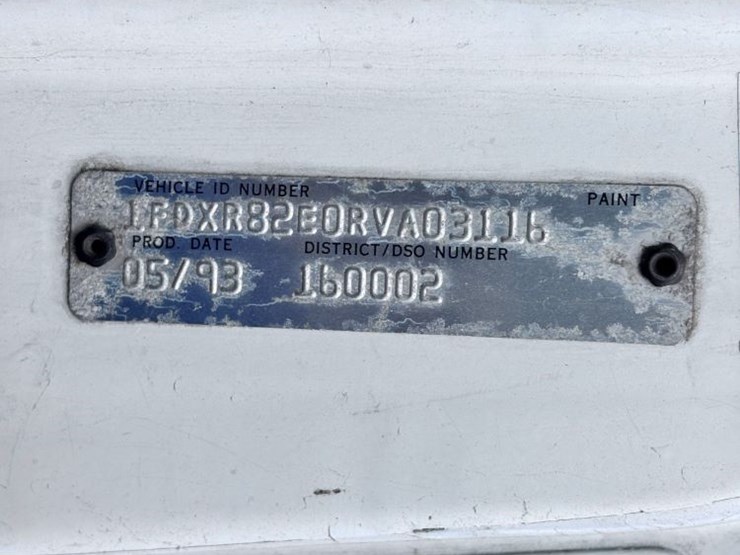 VEHICLE ID NUMBER PAINT
1FDXR82E0RVA03116
PROD. DATE DISTRICT/DSO NUMBER
05/93 160002